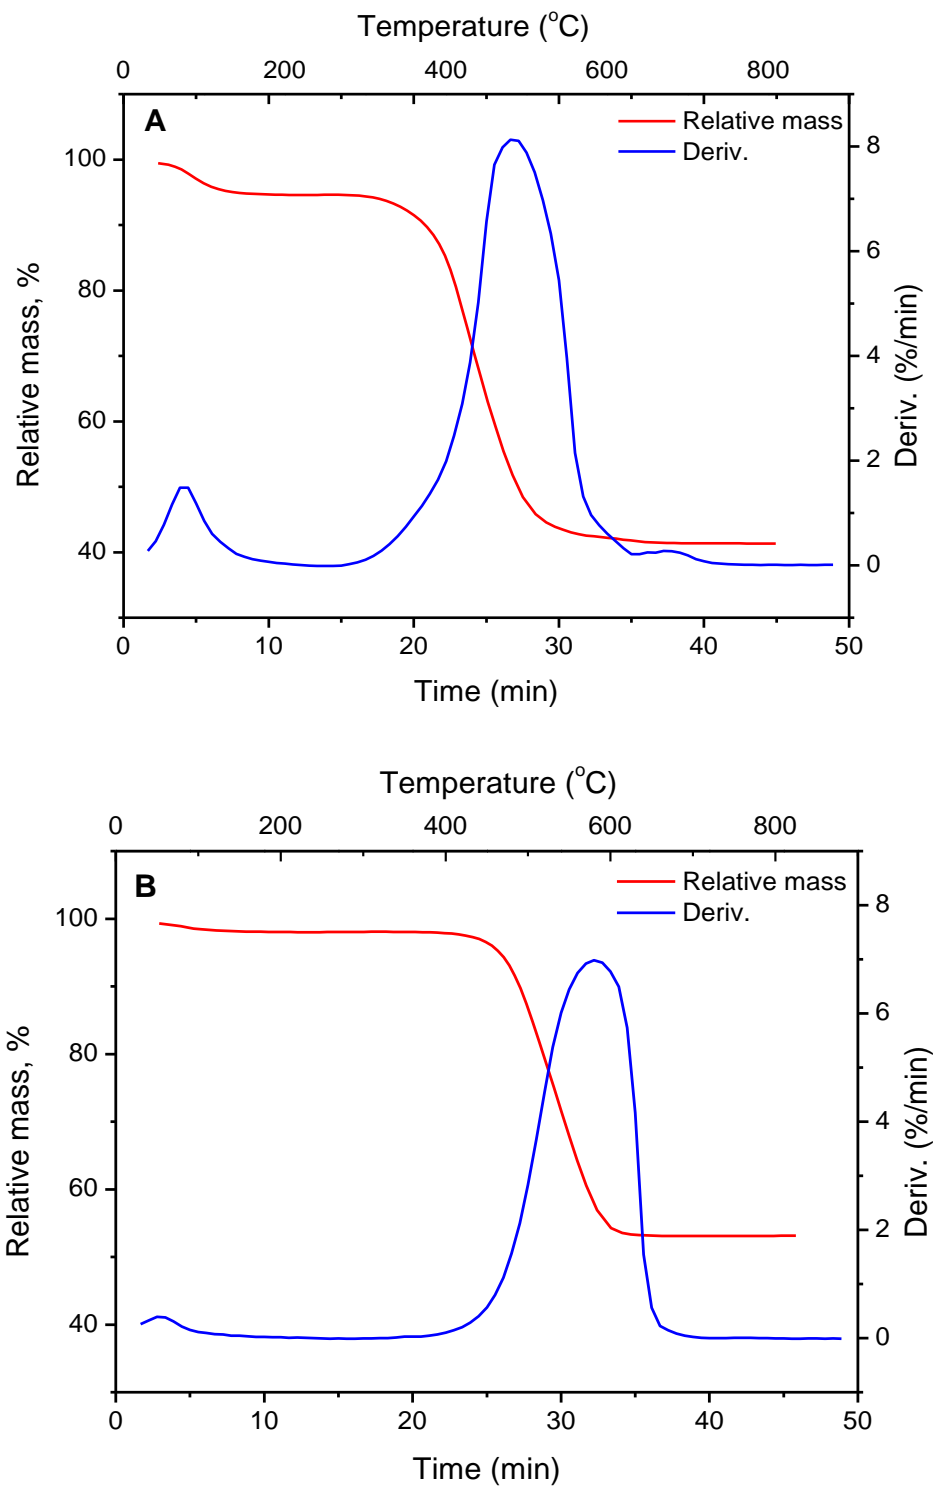 Temperature (°C)
0 200 400 600 800
A
Relative mass
Deriv.
100
80
60
40
Relative mass, %
8
6
4
2
0
Deriv. (%/min)
0 10 20 30 40 50
Time (min)
Temperature (°C)
0 200 400 600 800
B
Relative mass
Deriv.
100
80
60
40
Relative mass, %
8
6
4
2
0
Deriv. (%/min)
0 10 20 30 40 50
Time (min)